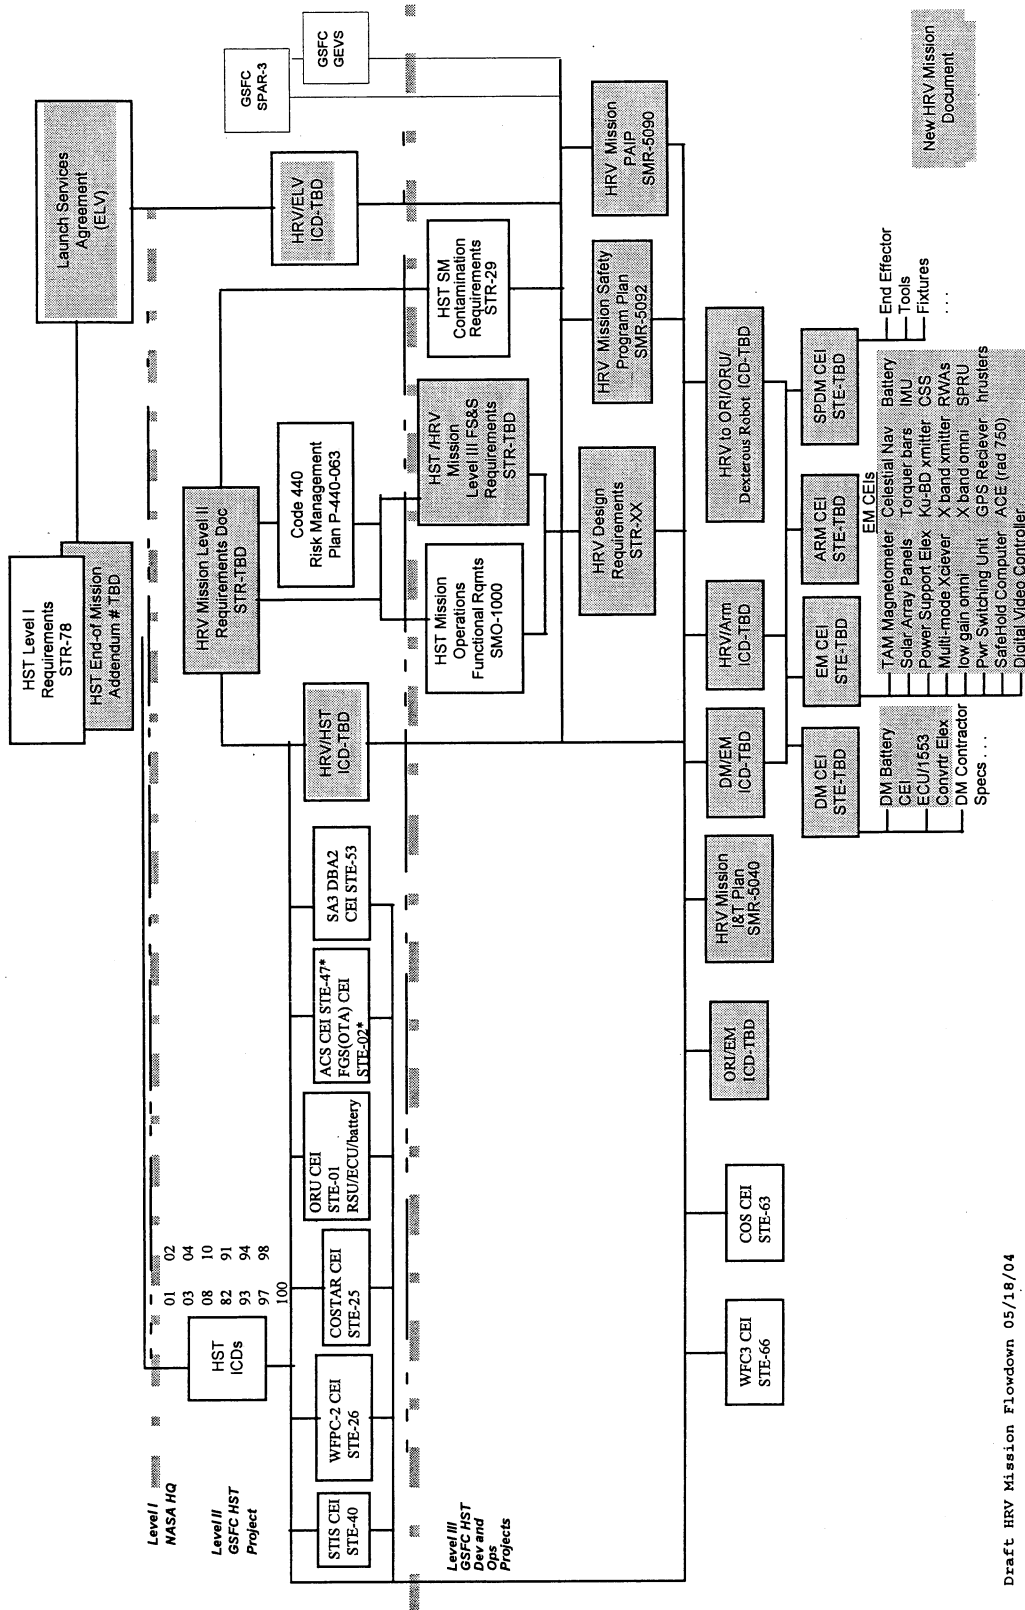 HST Level I
Requirements
STR-78
HST End-of Mission
Addendum # TBD
Launch Services
Agreement
(ELV)
Level I
NASA HQ
Level II
GSFC HST
Project
HST
ICDs
01 02
03 04
08 10
82 91
93 94
97 98
100
HRV Mission Level II
Requirements Doc
STR-TBD
HRV/ELV
ICD-TBD
GSFC
SPAR-3
GSFC
GEVS
Code 440
Risk Management
Plan P-440-063
STIS CEI
STE-40
WFPC-2 CEI
STE-26
COSTAR CEI
STE-25
ORU CEI
STE-01
RSU/ECU/battery
ACS CEI STE-47*
FGS(OTA) CEI
STE-02*
SA3 DBA2
CEI STE-53
HRV/HST
ICD-TBD
Level III
GSFC HST
Dev and
Ops
Projects
HST Mission
Operations
Functional Rqmts
SMO-1000
HST /HRV
Mission
Level III FS&S
Requirements
STR-TBD
HST SM
Contamination
Requirements
STR-29
HRV Design
Requirements
STR-XX
HRV Mission Safety
Program Plan
SMR-5092
HRV Mission
PAIP
SMR-5090
WFC3 CEI
STE-66
COS CEI
STE-63
ORI/EM
ICD-TBD
HRV Mission
I&T Plan
SMR-5040
DM/EM
ICD-TBD
HRV/Arm
ICD-TBD
HRV to ORI/ORU/
Dexterous Robot ICD-TBD
DM CEI
STE-TBD
EM CEI
STE-TBD
ARM CEI
STE-TBD
SPDM CEI
STE-TBD
DM Battery
CEI
ECU/1553
Convrtr Elex
DM Contractor
Specs . . .
EM CEIs
TAM Magnetometer Celestial Nav Battery
Solar Array Panels Torquer bars IMU
Power Support Elex Ku-BD xmitter CSS
Multi-mode Xciever X band xmitter RWAs
low gain omni X band omni SPRU
Pwr Switching Unit GPS Reciever hrusters
SafeHold Computer ACE (rad 750)
Digital Video Controller
End Effector
Tools
Fixtures
. . .
New HRV Mission
Document
Draft HRV Mission Flowdown 05/18/04